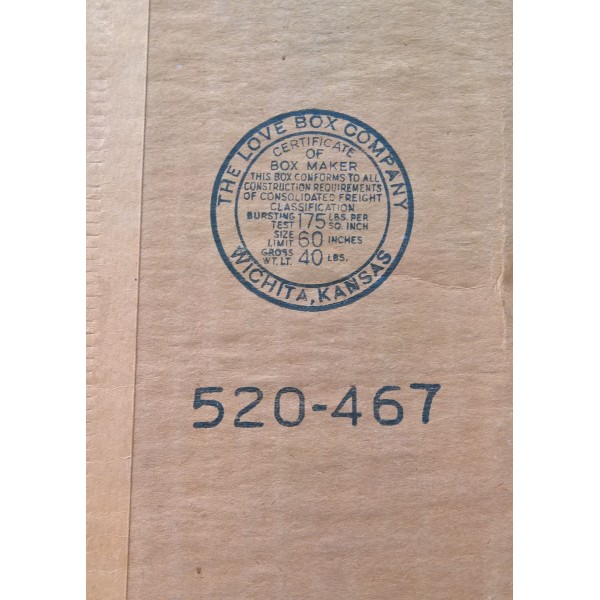 THE LOVE BOX COMPANY
CERTIFICATE
OF
BOX MAKER
THIS BOX CONFORMS TO ALL
CONSTRUCTION REQUIREMENTS
OF CONSOLIDATED FREIGHT
CLASSIFICATION
BURSTING TEST 175 LBS. PER SQ. INCH
SIZE LIMIT 60 INCHES
GROSS WT. LT. 40 LBS.
WICHITA, KANSAS
520-467